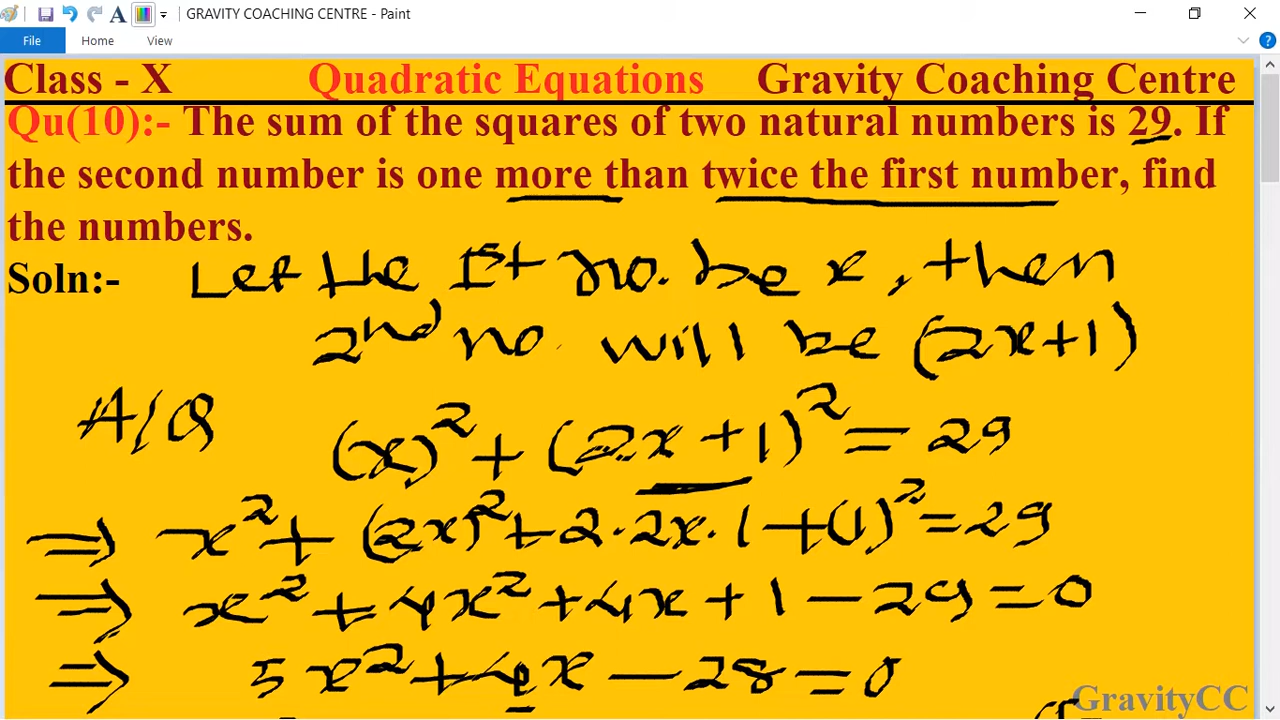 GRAVITY COACHING CENTRE - Paint
File Home View
Class - X Quadratic Equations Gravity Coaching Centre
Qu(10):- The sum of the squares of two natural numbers is 29. If
the second number is one more than twice the first number, find
the numbers.
Soln:- Let the Ist no. be x, then
2nd no. will be (2x+1)
A/Q (x)²+(2x+1)²=29
⇒ x²+(2x)²+2·2x·1+(1)²=29
⇒ x²+4x²+4x+1-29=0
⇒ 5x²+4x-28=0
GravityCC